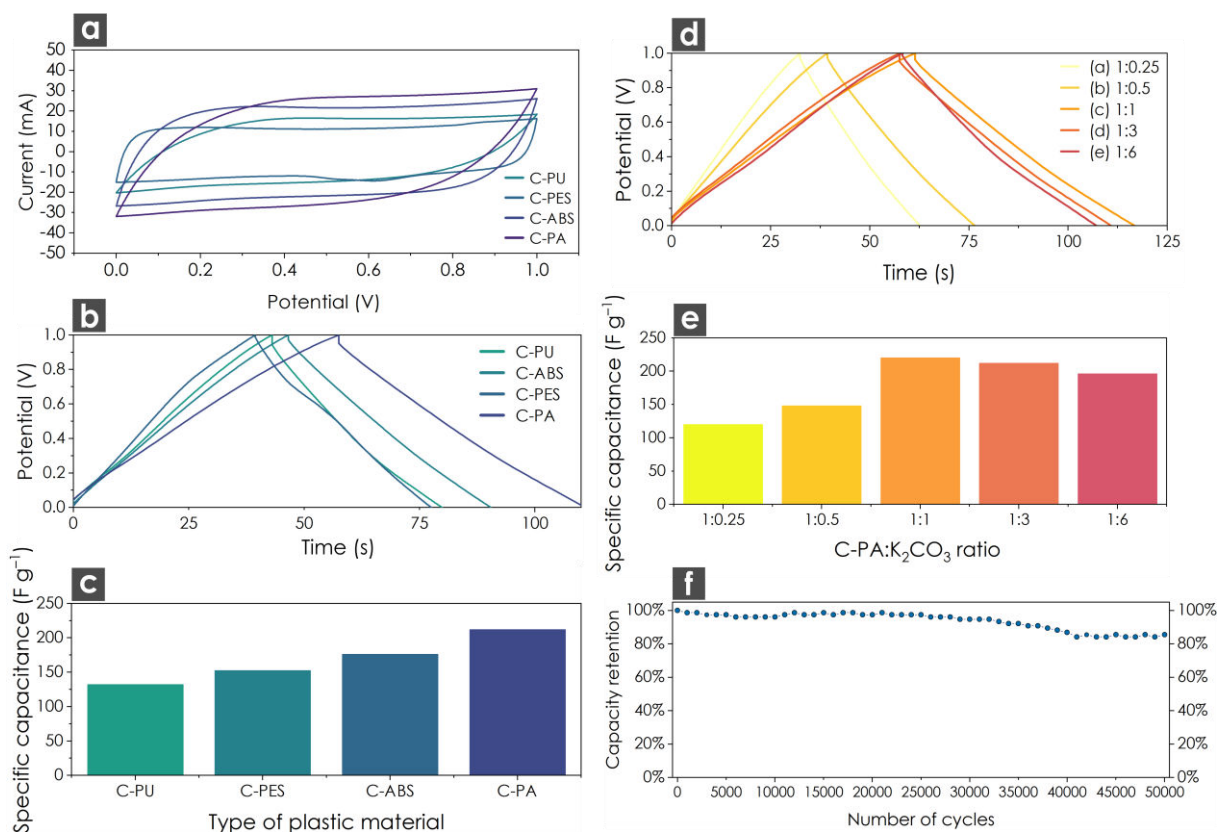 a
50
40
30
20
10
0
-10
-20
-30
-40
-50
Current (mA)
C-PU
C-PES
C-ABS
C-PA
0.0 0.2 0.4 0.6 0.8 1.0
Potential (V)
b
1.0
0.8
0.6
0.4
0.2
0.0
Potential (V)
C-PU
C-ABS
C-PES
C-PA
0 25 50 75 100
Time (s)
c
250
200
150
100
50
0
Specific capacitance (F g⁻¹)
C-PU C-PES C-ABS C-PA
Type of plastic material
d
1.0
0.8
0.6
0.4
0.2
0.0
Potential (V)
(a) 1:0.25
(b) 1:0.5
(c) 1:1
(d) 1:3
(e) 1:6
0 25 50 75 100 125
Time (s)
e
250
200
150
100
50
0
Specific capacitance (F g⁻¹)
1:0.25 1:0.5 1:1 1:3 1:6
C-PA:K₂CO₃ ratio
f
100%
80%
60%
40%
20%
0%
Capacity retention
100%
80%
60%
40%
20%
0%
0 5000 10000 15000 20000 25000 30000 35000 40000 45000 50000
Number of cycles